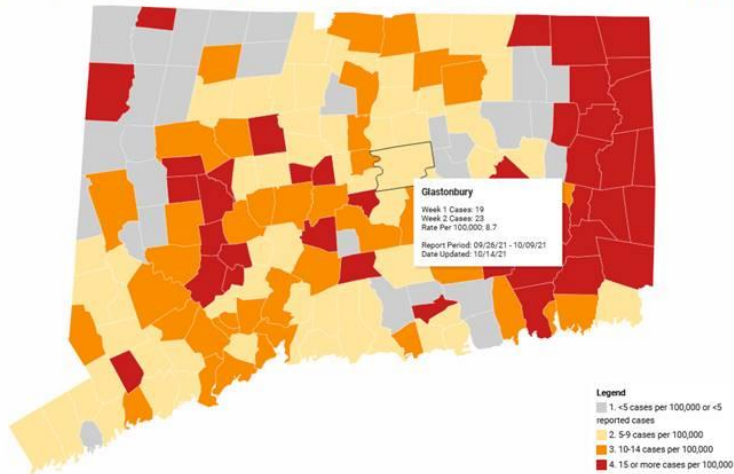 Glastonbury
Week 1 Cases: 19
Week 2 Cases: 23
Rate Per 100,000: 8.7
Report Period: 09/26/21 - 10/09/21
Date Updated: 10/14/21
Legend
1. <5 cases per 100,000 or <5
reported cases
2. 5-9 cases per 100,000
3. 10-14 cases per 100,000
4. 15 or more cases per 100,000